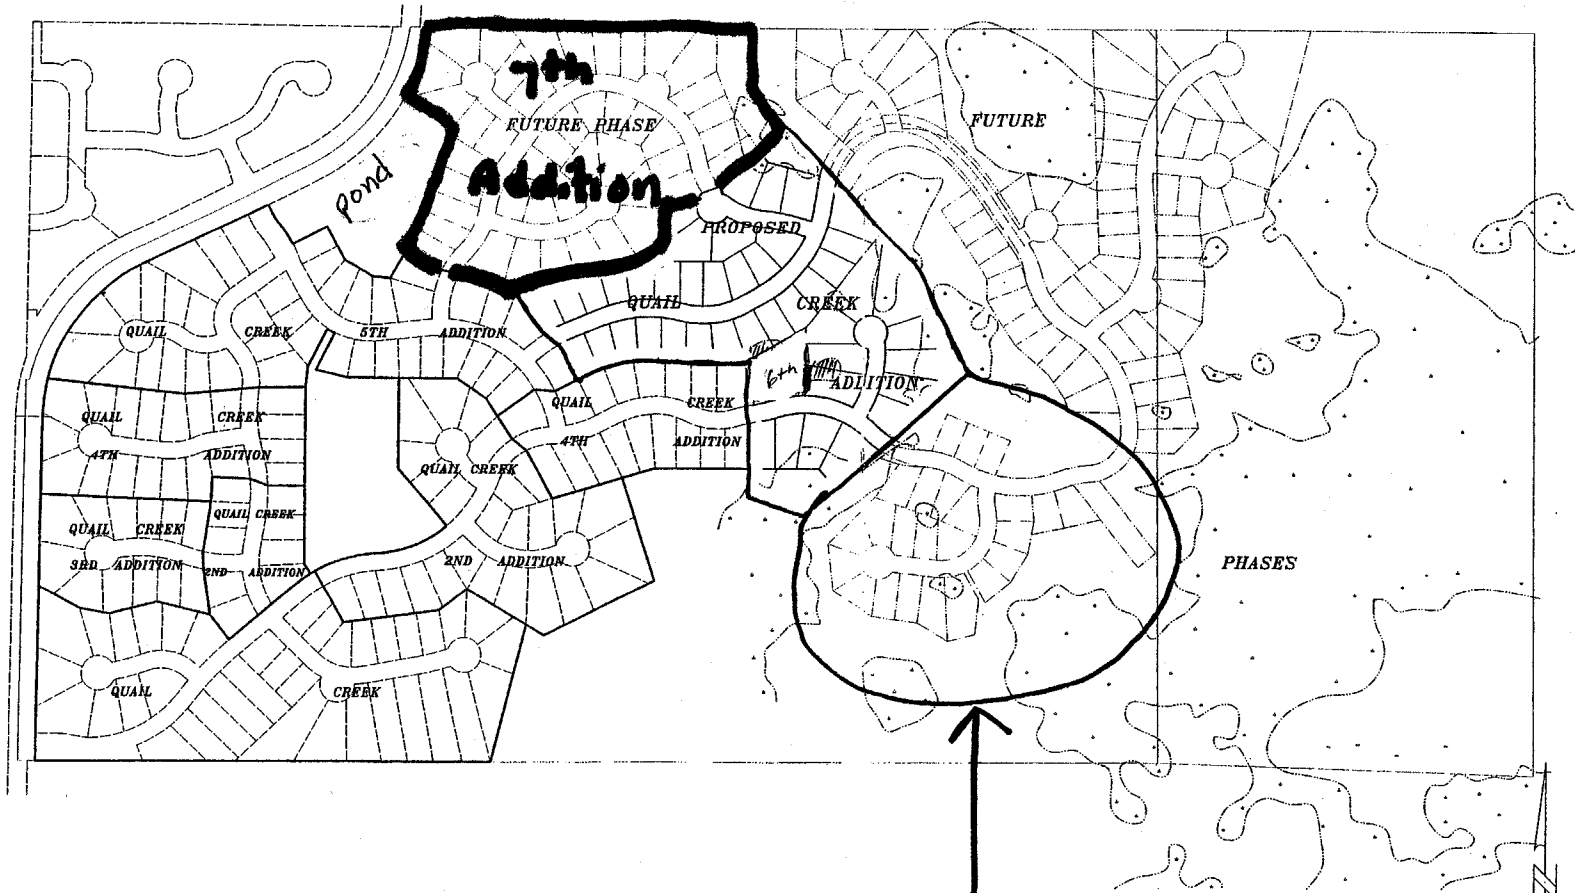 7th
FUTURE PHASE
Addition
FUTURE
pond
PROPOSED
QUAIL CREEK
6th ADDITION
QUAIL CREEK
5TH ADDITION
QUAIL CREEK
4TH ADDITION
QUAIL CREEK
4TH ADDITION
QUAIL CREEK
2ND ADDITION
QUAIL CREEK
3RD ADDITION
QUAIL CREEK
2ND ADDITION
QUAIL CREEK
PHASES
N